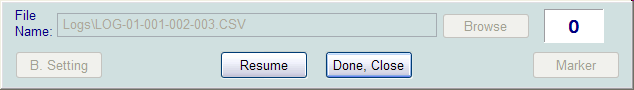 File Name: Logs\LOG-01-001-002-003.CSV Browse 0
B. Setting Resume Done, Close Marker